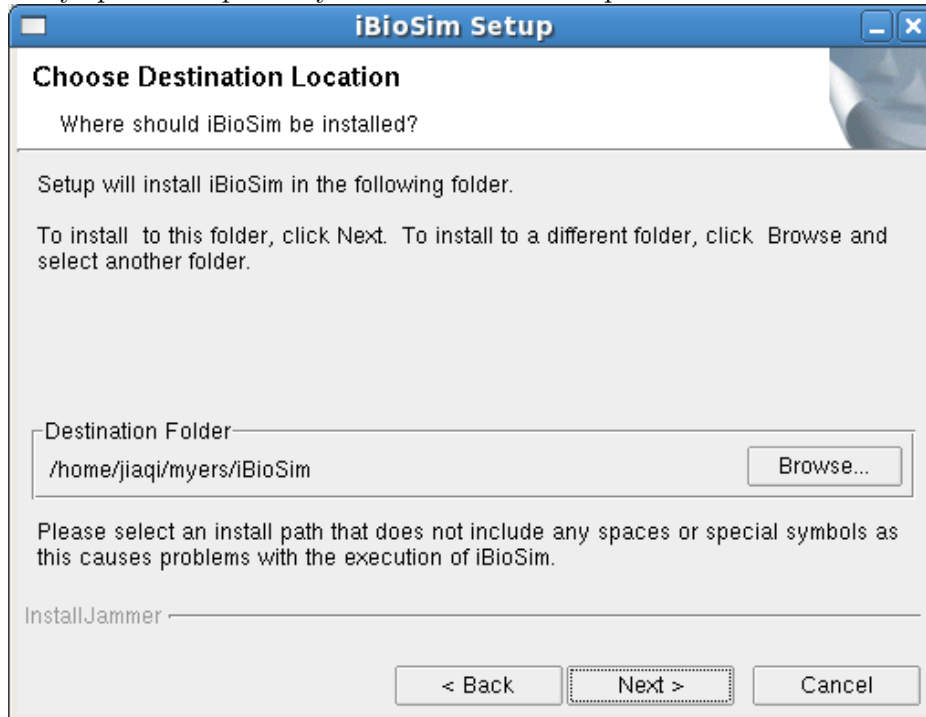 iBioSim Setup
Choose Destination Location
Where should iBioSim be installed?
Setup will install iBioSim in the following folder.
To install  to this folder, click Next.  To install to a different folder, click  Browse and
select another folder.
Destination Folder
/home/jiaqi/myers/iBioSim
Browse...
Please select an install path that does not include any spaces or special symbols as
this causes problems with the execution of iBioSim.
InstallJammer
< Back
Next >
Cancel